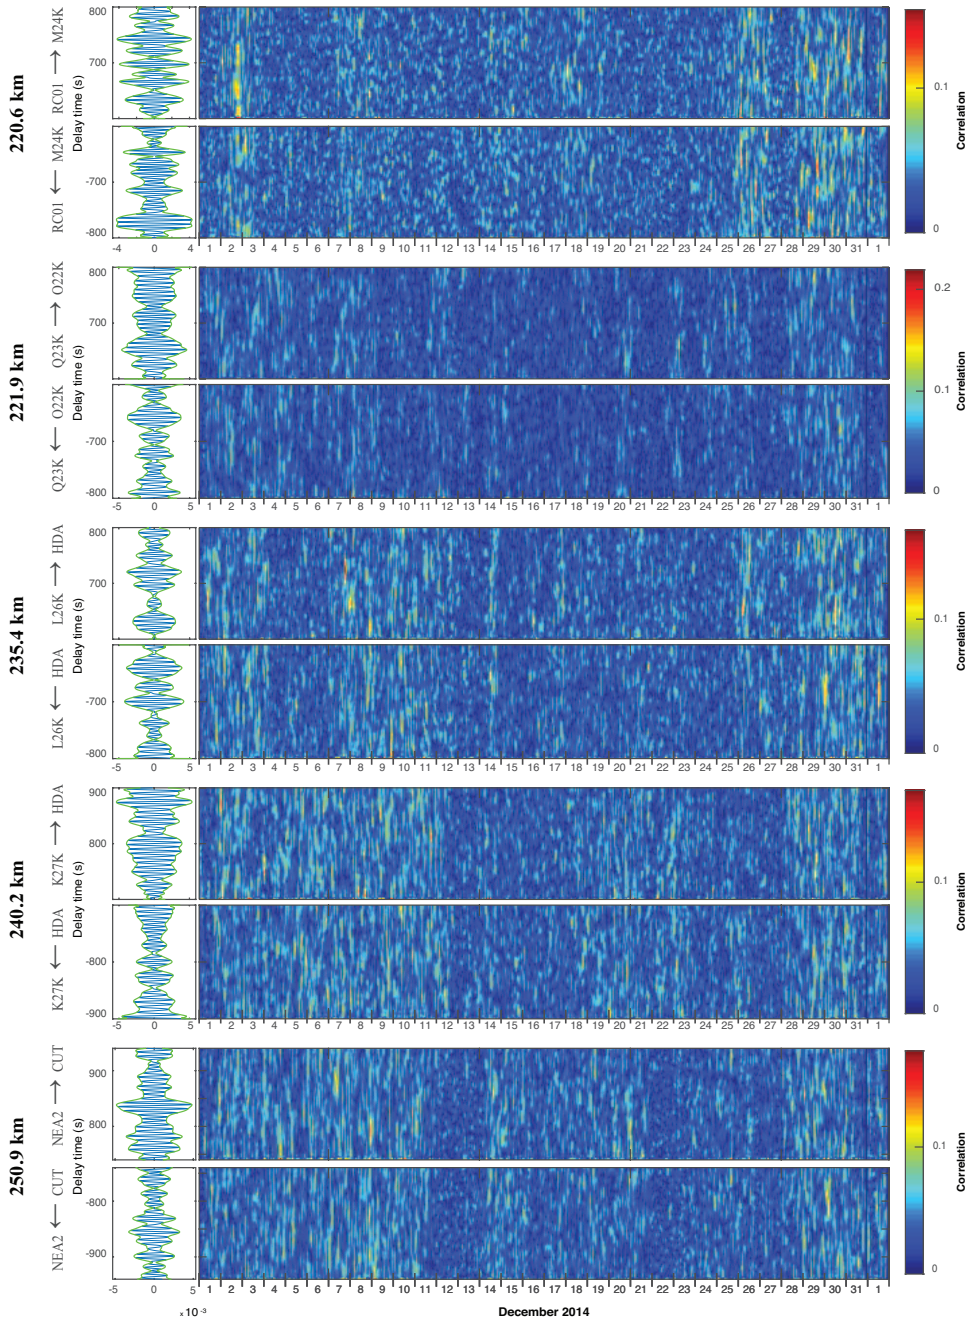 220.6 km
RC01 ⟶ M24K
RC01 ⟵ M24K
Delay time (s)
800
700
-700
-800
-4 0 4
1 2 3 4 5 6 7 8 9 10 11 12 13 14 15 16 17 18 19 20 21 22 23 24 25 26 27 28 29 30 31 1
0.1
0
Correlation
221.9 km
Q23K ⟶ O22K
Q23K ⟵ O22K
Delay time (s)
800
700
-700
-800
-5 0 5
1 2 3 4 5 6 7 8 9 10 11 12 13 14 15 16 17 18 19 20 21 22 23 24 25 26 27 28 29 30 31 1
0.2
0.1
0
Correlation
235.4 km
L26K ⟶ HDA
L26K ⟵ HDA
Delay time (s)
800
700
-700
-800
-5 0 5
1 2 3 4 5 6 7 8 9 10 11 12 13 14 15 16 17 18 19 20 21 22 23 24 25 26 27 28 29 30 31 1
0.1
0
Correlation
240.2 km
K27K ⟶ HDA
K27K ⟵ HDA
Delay time (s)
900
800
-800
-900
-5 0 5
1 2 3 4 5 6 7 8 9 10 11 12 13 14 15 16 17 18 19 20 21 22 23 24 25 26 27 28 29 30 31 1
0.1
0
Correlation
250.9 km
NEA2 ⟶ CUT
NEA2 ⟵ CUT
Delay time (s)
900
800
-800
-900
-5 0 5
1 2 3 4 5 6 7 8 9 10 11 12 13 14 15 16 17 18 19 20 21 22 23 24 25 26 27 28 29 30 31 1
0.1
0
Correlation
x 10⁻³
December 2014